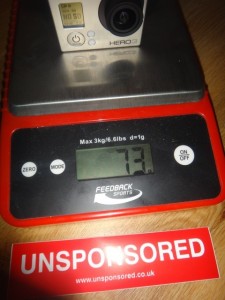 HERO3
Max 3kg/6.6lbs d=1g
ZERO
MODE
73
ON
OFF
FEEDBACK
SPORTS
UNSPONSORED
www.unsponsored.co.uk